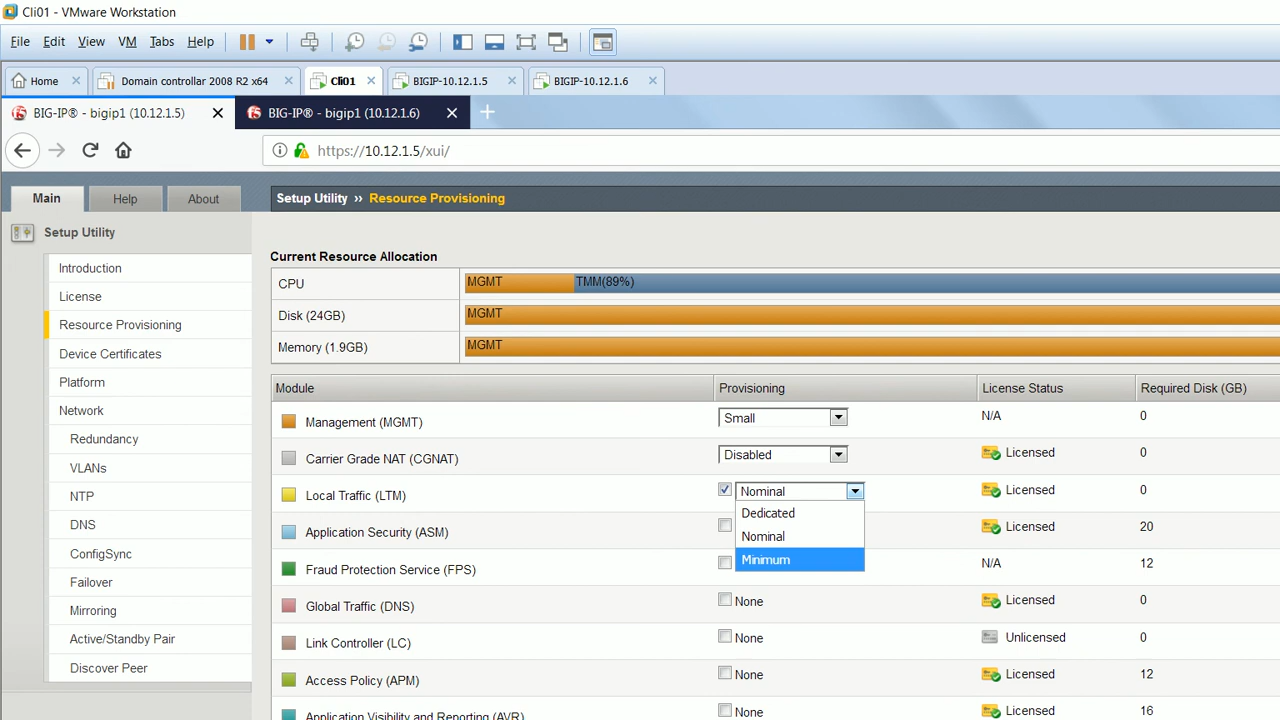 Cli01 - VMware Workstation
File Edit View VM Tabs Help
Home Domain controllar 2008 R2 x64 Cli01 BIGIP-10.12.1.5 BIGIP-10.12.1.6
BIG-IP® - bigip1 (10.12.1.5) BIG-IP® - bigip1 (10.12.1.6)
https://10.12.1.5/xui/
Main Help About Setup Utility ›› Resource Provisioning
Setup Utility
Introduction
License
Resource Provisioning
Device Certificates
Platform
Network
Redundancy
VLANs
NTP
DNS
ConfigSync
Failover
Mirroring
Active/Standby Pair
Discover Peer
Current Resource Allocation
CPU MGMT TMM(89%)
Disk (24GB) MGMT
Memory (1.9GB) MGMT
Module Provisioning License Status Required Disk (GB)
Management (MGMT) Small N/A 0
Carrier Grade NAT (CGNAT) Disabled Licensed 0
Local Traffic (LTM) Nominal Licensed 0
Dedicated
Nominal
Minimum
Application Security (ASM) Licensed 20
Fraud Protection Service (FPS) N/A 12
Global Traffic (DNS) None Licensed 0
Link Controller (LC) None Unlicensed 0
Access Policy (APM) None Licensed 12
Application Visibility and Reporting (AVR) None Licensed 16